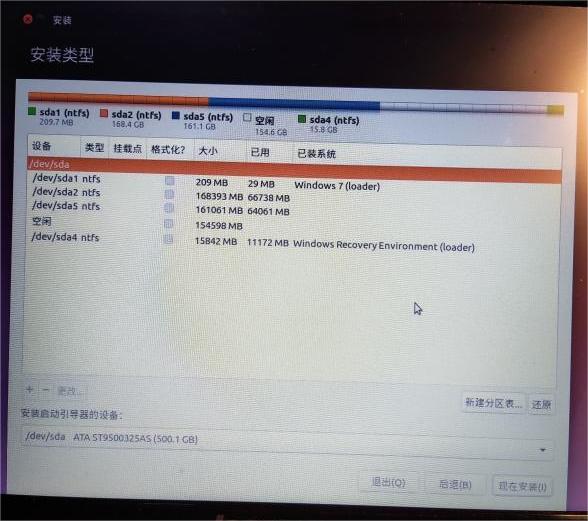 安装
安装类型
sda1 (ntfs) sda2 (ntfs) sda5 (ntfs) 空闲 sda4 (ntfs)
209.7 MB 168.4 GB 161.1 GB 154.6 GB 15.8 GB
设备 类型 挂载点 格式化? 大小 已用 已装系统
/dev/sda
/dev/sda1 ntfs 209 MB 29 MB Windows 7 (loader)
/dev/sda2 ntfs 168393 MB 66738 MB
/dev/sda5 ntfs 161061 MB 64061 MB
空闲 154598 MB
/dev/sda4 ntfs 15842 MB 11172 MB Windows Recovery Environment (loader)
+ - 更改... 新建分区表... 还原
安装启动引导器的设备:
/dev/sda ATA ST9500325AS (500.1 GB)
退出(Q) 后退(B) 现在安装(I)